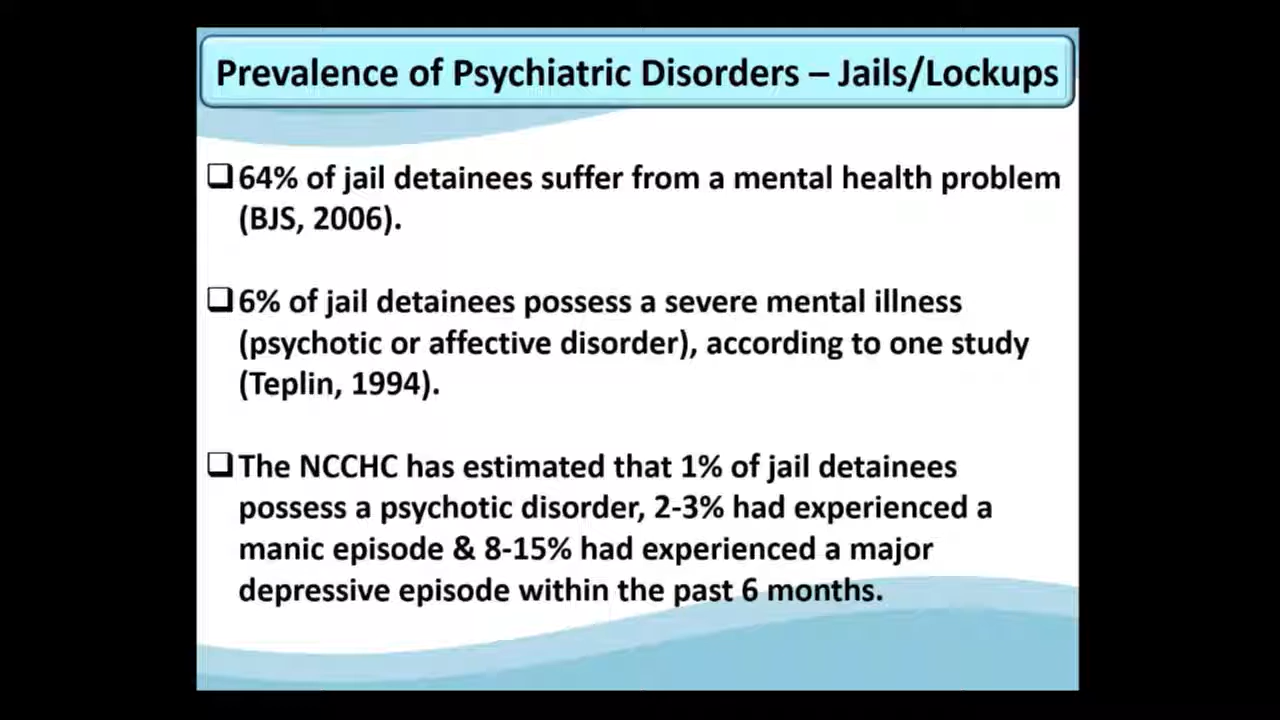 Prevalence of Psychiatric Disorders – Jails/Lockups
64% of jail detainees suffer from a mental health problem
(BJS, 2006).
6% of jail detainees possess a severe mental illness
(psychotic or affective disorder), according to one study
(Teplin, 1994).
The NCCHC has estimated that 1% of jail detainees
possess a psychotic disorder, 2-3% had experienced a
manic episode & 8-15% had experienced a major
depressive episode within the past 6 months.